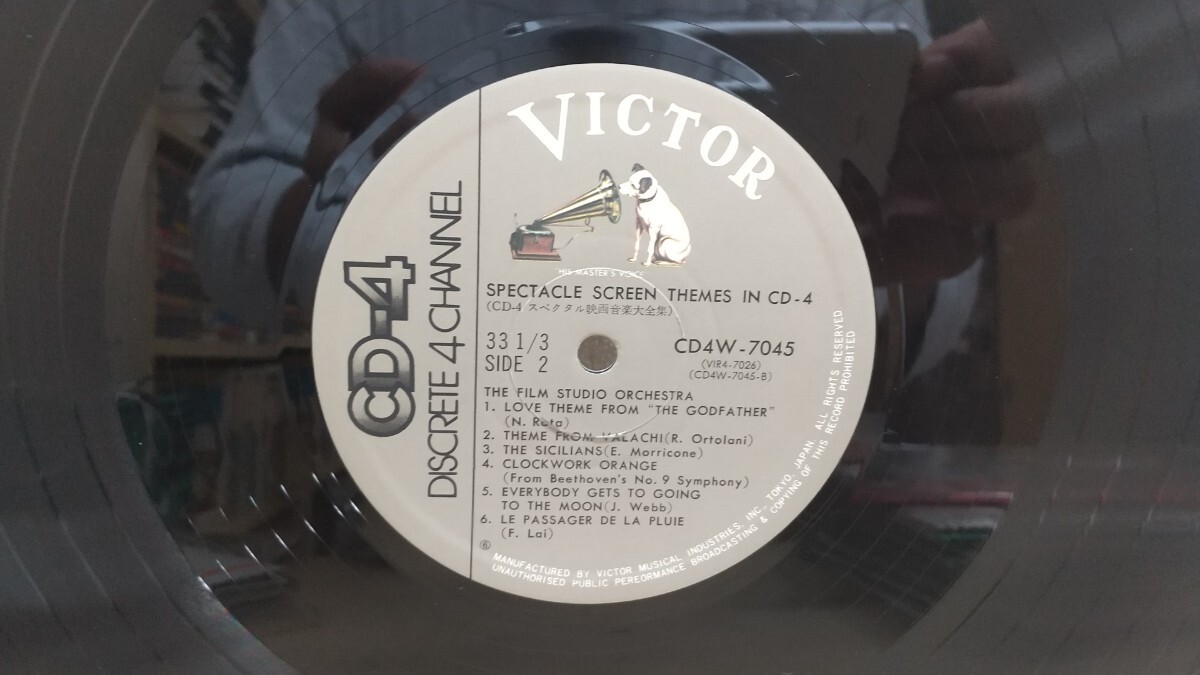 VICTOR
HIS MASTER'S VOICE
CD-4
DISCRETE 4 CHANNEL
SPECTACLE SCREEN THEMES IN CD-4
(CD-4 スペクタル映画音楽大全集)
33 1/3
SIDE 2
CD4W-7045
(VIR4-7026)
(CD4W-7045-B)
THE FILM STUDIO ORCHESTRA
1. LOVE THEME FROM "THE GODFATHER"
(N. Rota)
2. THEME FROM VALACHI(R. Ortolani)
3. THE SICILIANS(E. Morricone)
4. CLOCKWORK ORANGE
(From Beethoven's No. 9 Symphony)
5. EVERYBODY GETS TO GOING
TO THE MOON(J. Webb)
6. LE PASSAGER DE LA PLUIE
(F. Lai)
⑥
MANUFACTURED BY VICTOR MUSICAL INDUSTRIES, INC., TOKYO, JAPAN. ALL RIGHTS RESERVED
UNAUTHORISED PUBLIC PEREORMANCE BROADCASTING & COPYING OF THIS RECORD PROHIBITED